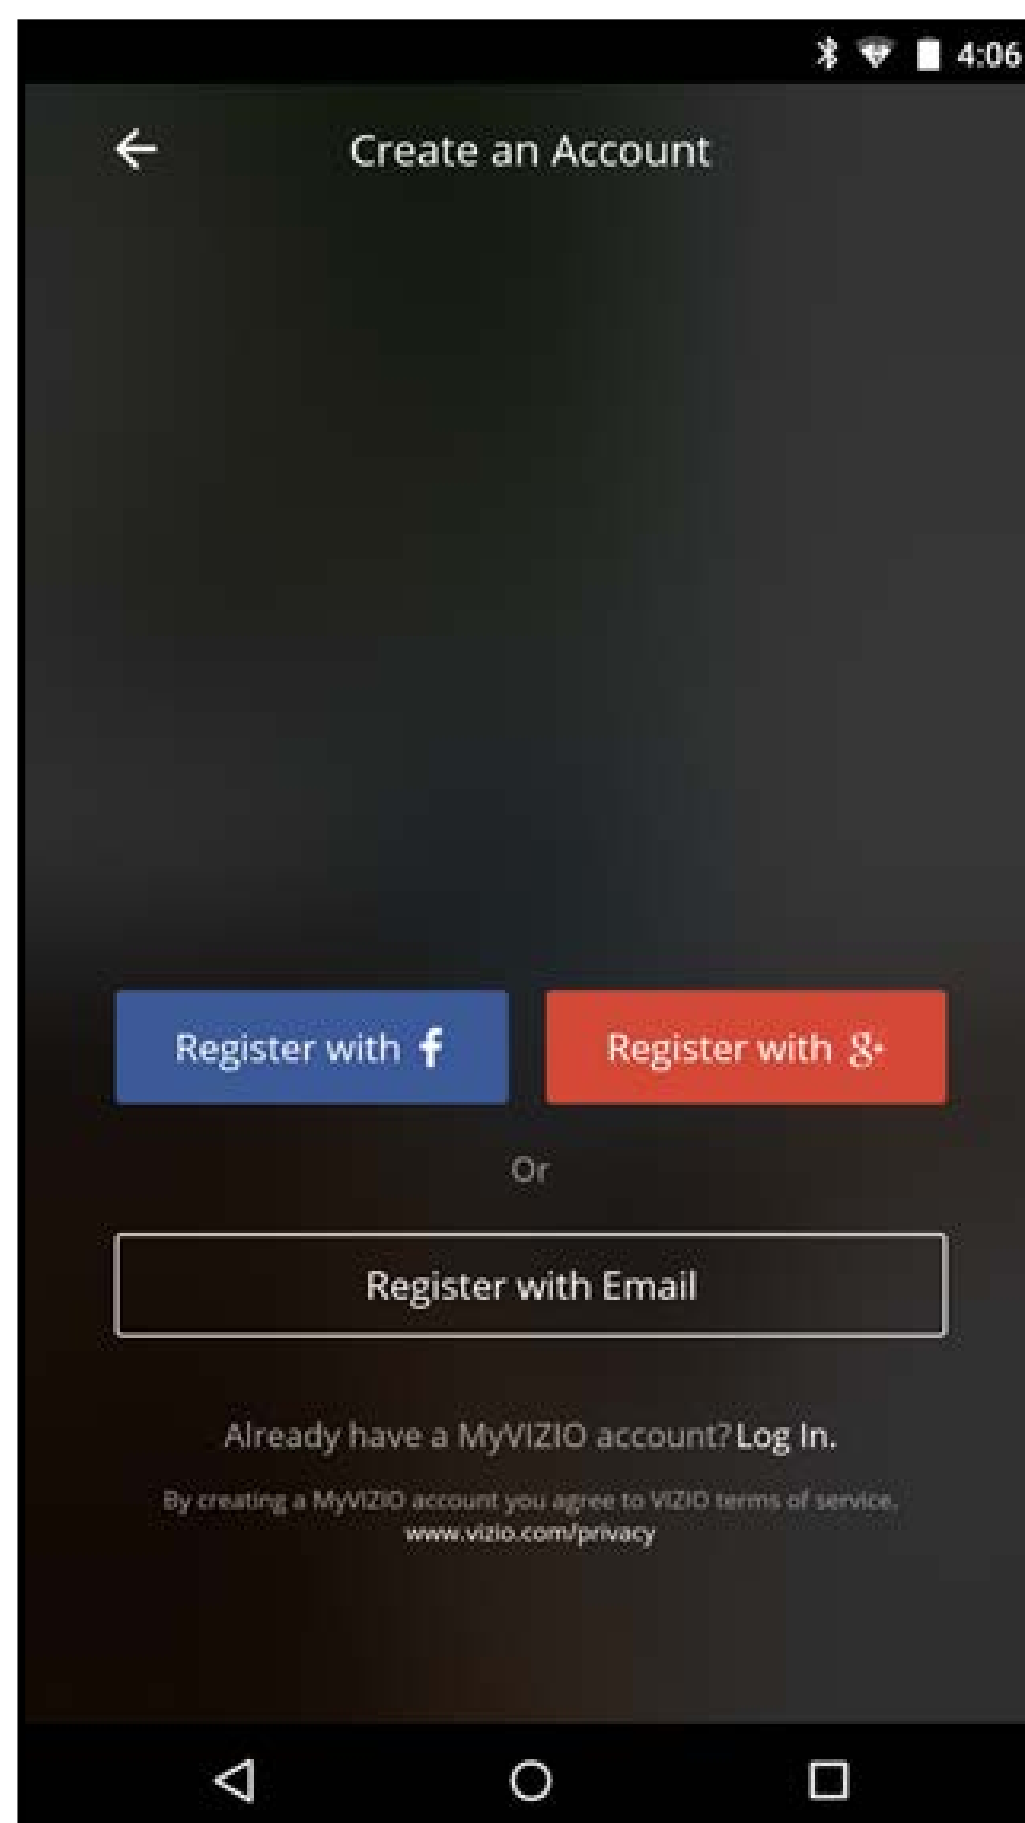 4:06
Create an Account
Register with f
Register with g+
Or
Register with Email
Already have a MyVIZIO account? Log In.
By creating a MyVIZIO account you agree to VIZIO terms of service.
www.vizio.com/privacy